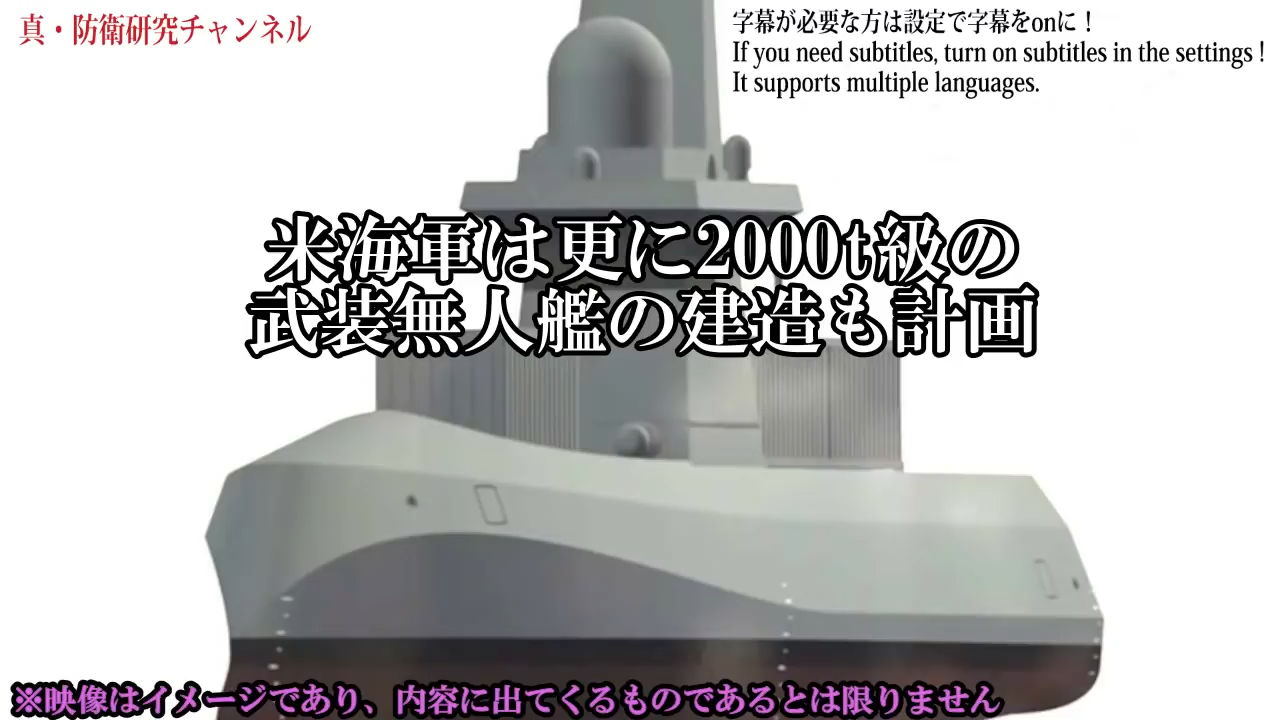 真・防衛研究チャンネル
字幕が必要な方は設定で字幕をonに！
If you need subtitles, turn on subtitles in the settings !
It supports multiple languages.
米海軍は更に2000t級の
武装無人艦の建造も計画
※映像はイメージであり、内容に出てくるものであるとは限りません